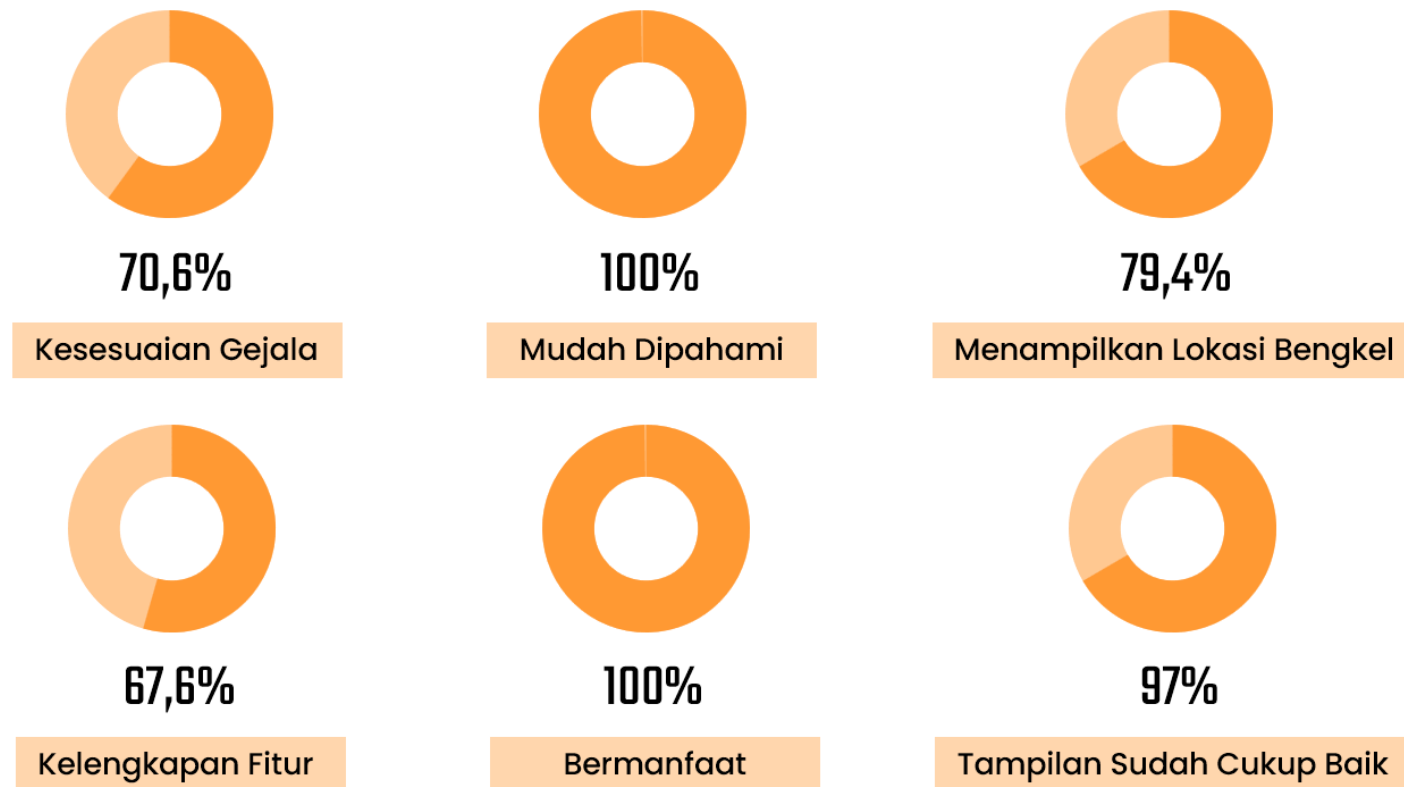 70,6%
100%
79,4%
Kesesuaian Gejala
Mudah Dipahami
Menampilkan Lokasi Bengkel
67,6%
100%
97%
Kelengkapan Fitur
Bermanfaat
Tampilan Sudah Cukup Baik